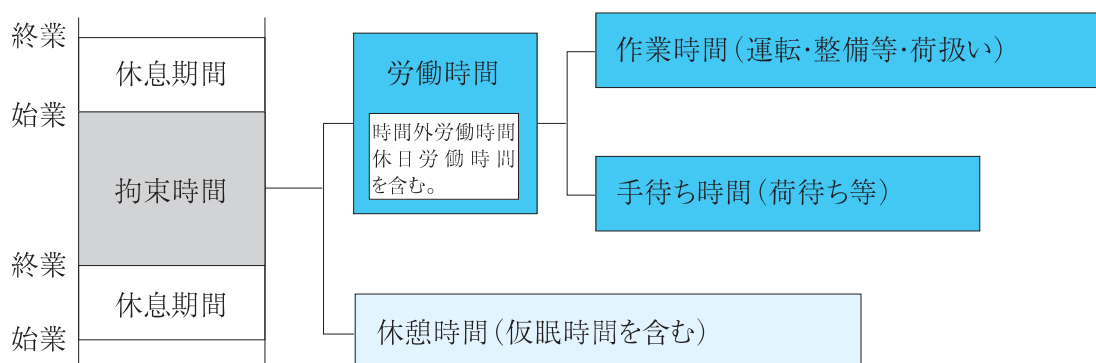 終業
休息期間
始業
拘束時間
終業
休息期間
始業
労働時間
時間外労働時間
休日労働時間
を含む。
作業時間（運転・整備等・荷扱い）
手待ち時間（荷待ち等）
休憩時間（仮眠時間を含む）